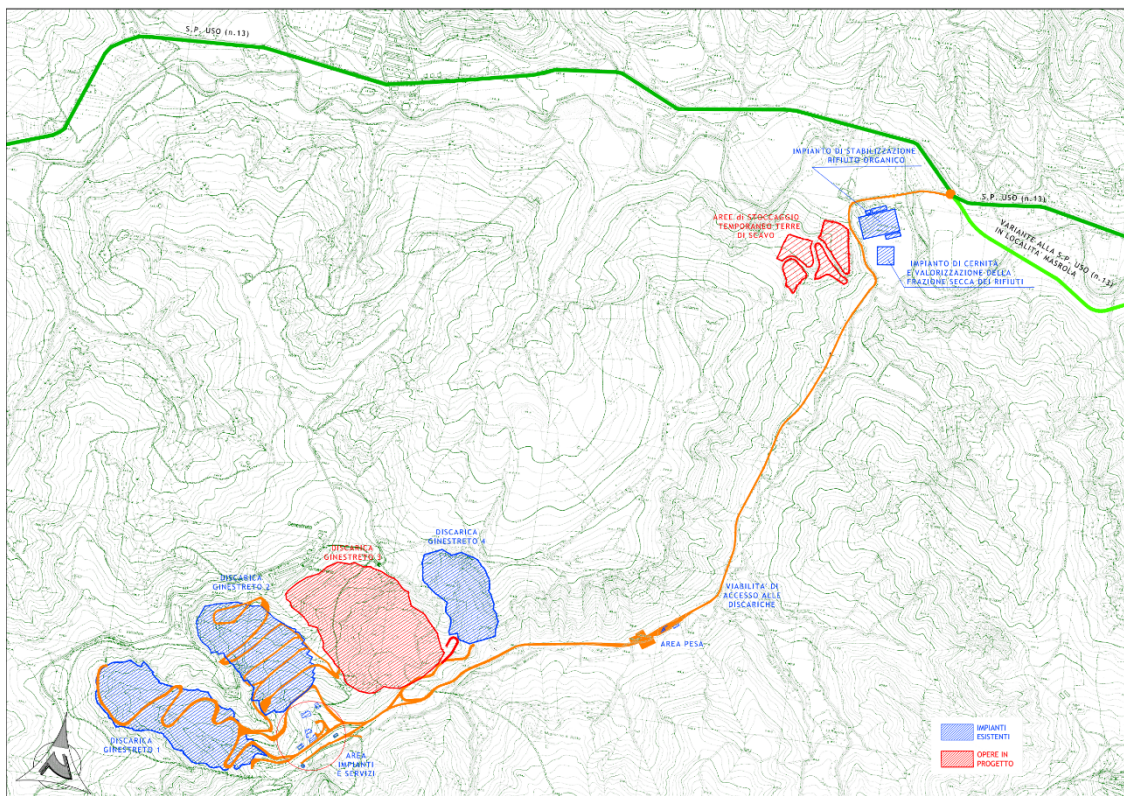 S.P. USO (n.13)
IMPIANTO DI STABILIZZAZIONE
RIFIUTO ORGANICO
S.P. USO (n.13)
VARIANTE ALLA S.P. USO (n.13)
IN LOCALITA' MASROLA
AREE di STOCCAGGIO
TEMPORANEO TERRE
DI SCAVO
IMPIANTO DI CERNITA
E VALORIZZAZIONE DELLA
FRAZIONE SECCA DEI RIFIUTI
DISCARICA
GINESTRETO 4
DISCARICA
GINESTRETO 3
DISCARICA
GINESTRETO 2
VIABILITA' DI
ACCESSO ALLE
DISCARICHE
AREA PESA
DISCARICA
GINESTRETO 1
AREA
IMPIANTI
E SERVIZI
IMPIANTI
ESISTENTI
OPERE IN
PROGETTO